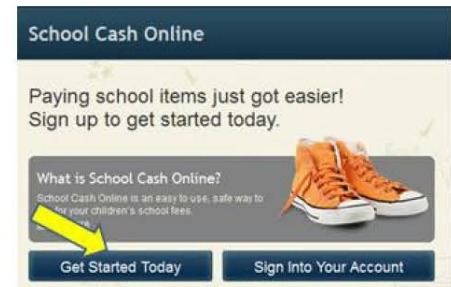 School Cash Online
Paying school items just got easier!
Sign up to get started today.
What is School Cash Online?
School Cash Online is an easy to use, safe way to
for your children's school fees.
Get Started Today
Sign Into Your Account